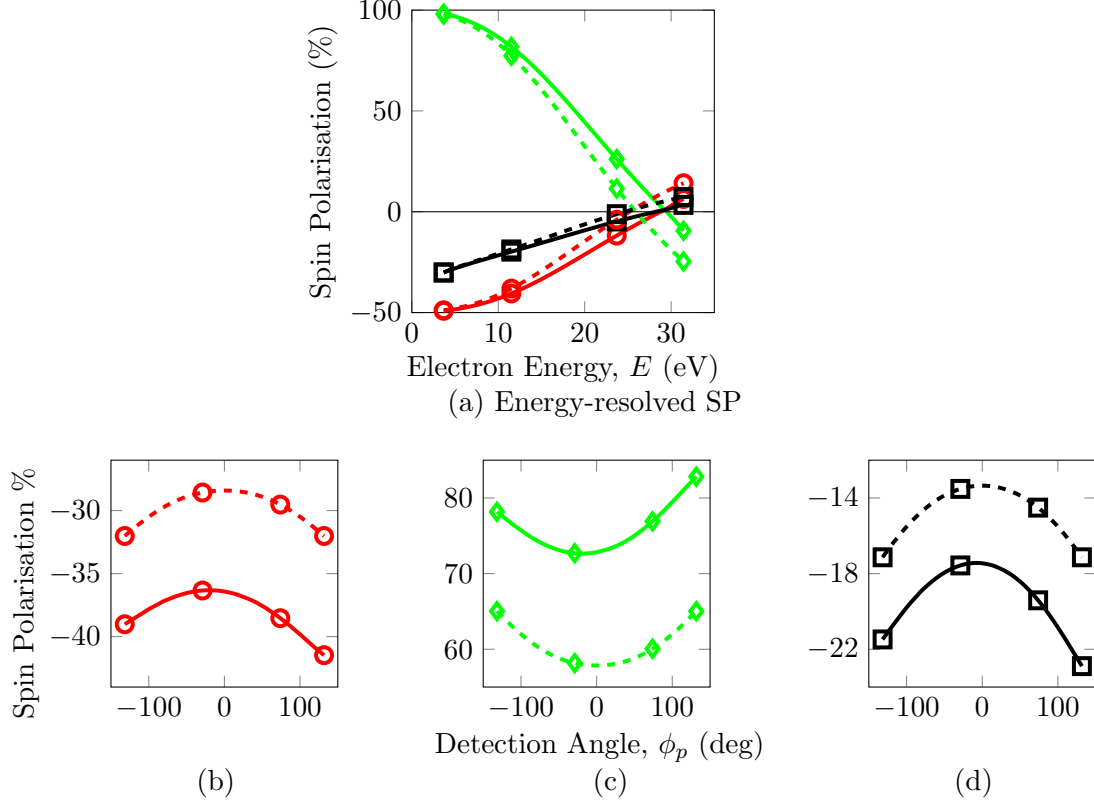 100
50
0
−50
Spin Polarisation (%)
0 10 20 30
Electron Energy, E (eV)
(a) Energy-resolved SP
Spin Polarisation %
−30
−35
−40
−100 0 100
80
70
60
−100 0 100
−14
−18
−22
−100 0 100
Detection Angle, ϕp (deg)
(b) (c) (d)